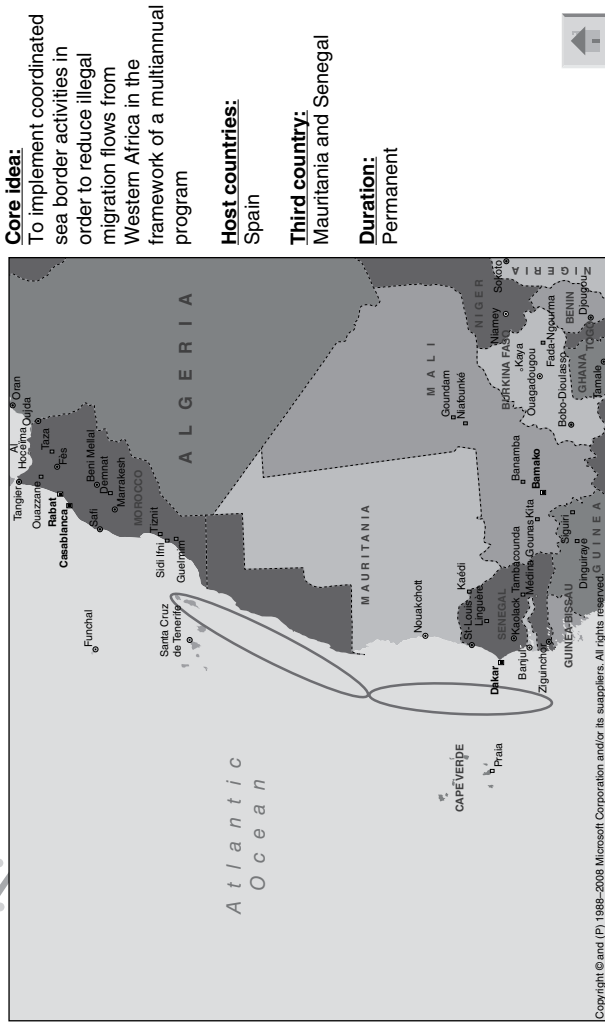 Core idea:
To implement coordinated
sea border activities in
order to reduce illegal
migration flows from
Western Africa in the
framework of a multiannual
program
Host countries:
Spain
Third country:
Mauritania and Senegal
Duration:
Permanent
Al
Hoceima
Oran
Tangier
Oujda
Ouazzane
Taza
Rabat
Fès
Casablanca
Beni Mellal
Demnat
Safi
Marrakesh
MOROCCO
Tiznit
Sidi Ifni
Guelmim
Funchal
Santa Cruz
de Tenerife
ALGERIA
Atlantic
Ocean
MAURITANIA
MALI
Goundam
Niafounké
Nouakchott
Kaédi
St-Louis
Linguère
SENEGAL
Dakar
Kaolack
Tambacounda
Banjul
Médina Gounas
Kita
Ziguinchor
Banamba
Bamako
GUINEA-BISSAU
Siguiri
Dinguiray
GUINEA
CAPE VERDE
Praia
NIGER
Niamey
Sokoto
NIGERIA
BURKINA FASO
Kaya
Ouagadougou
Fada-Ngourma
Bobo-Dioulasso
BENIN
Djougou
GHANA
TOGO
Tamale
Copyright © and (P) 1988–2008 Microsoft Corporation and/or its suappliers. All rights reserved.